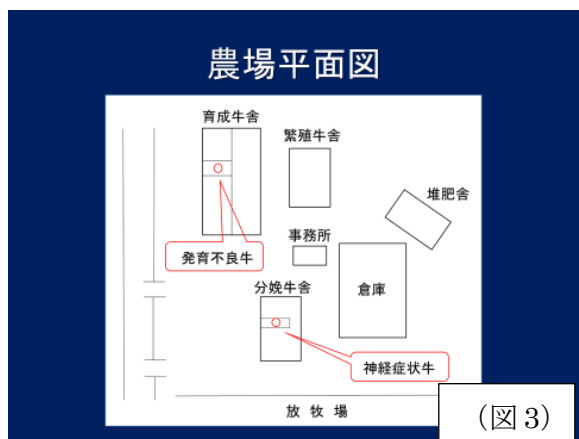 農場平面図
育成牛舎
繁殖牛舎
堆肥舎
発育不良牛
事務所
分娩牛舎
倉庫
神経症状牛
放牧場
（図3）